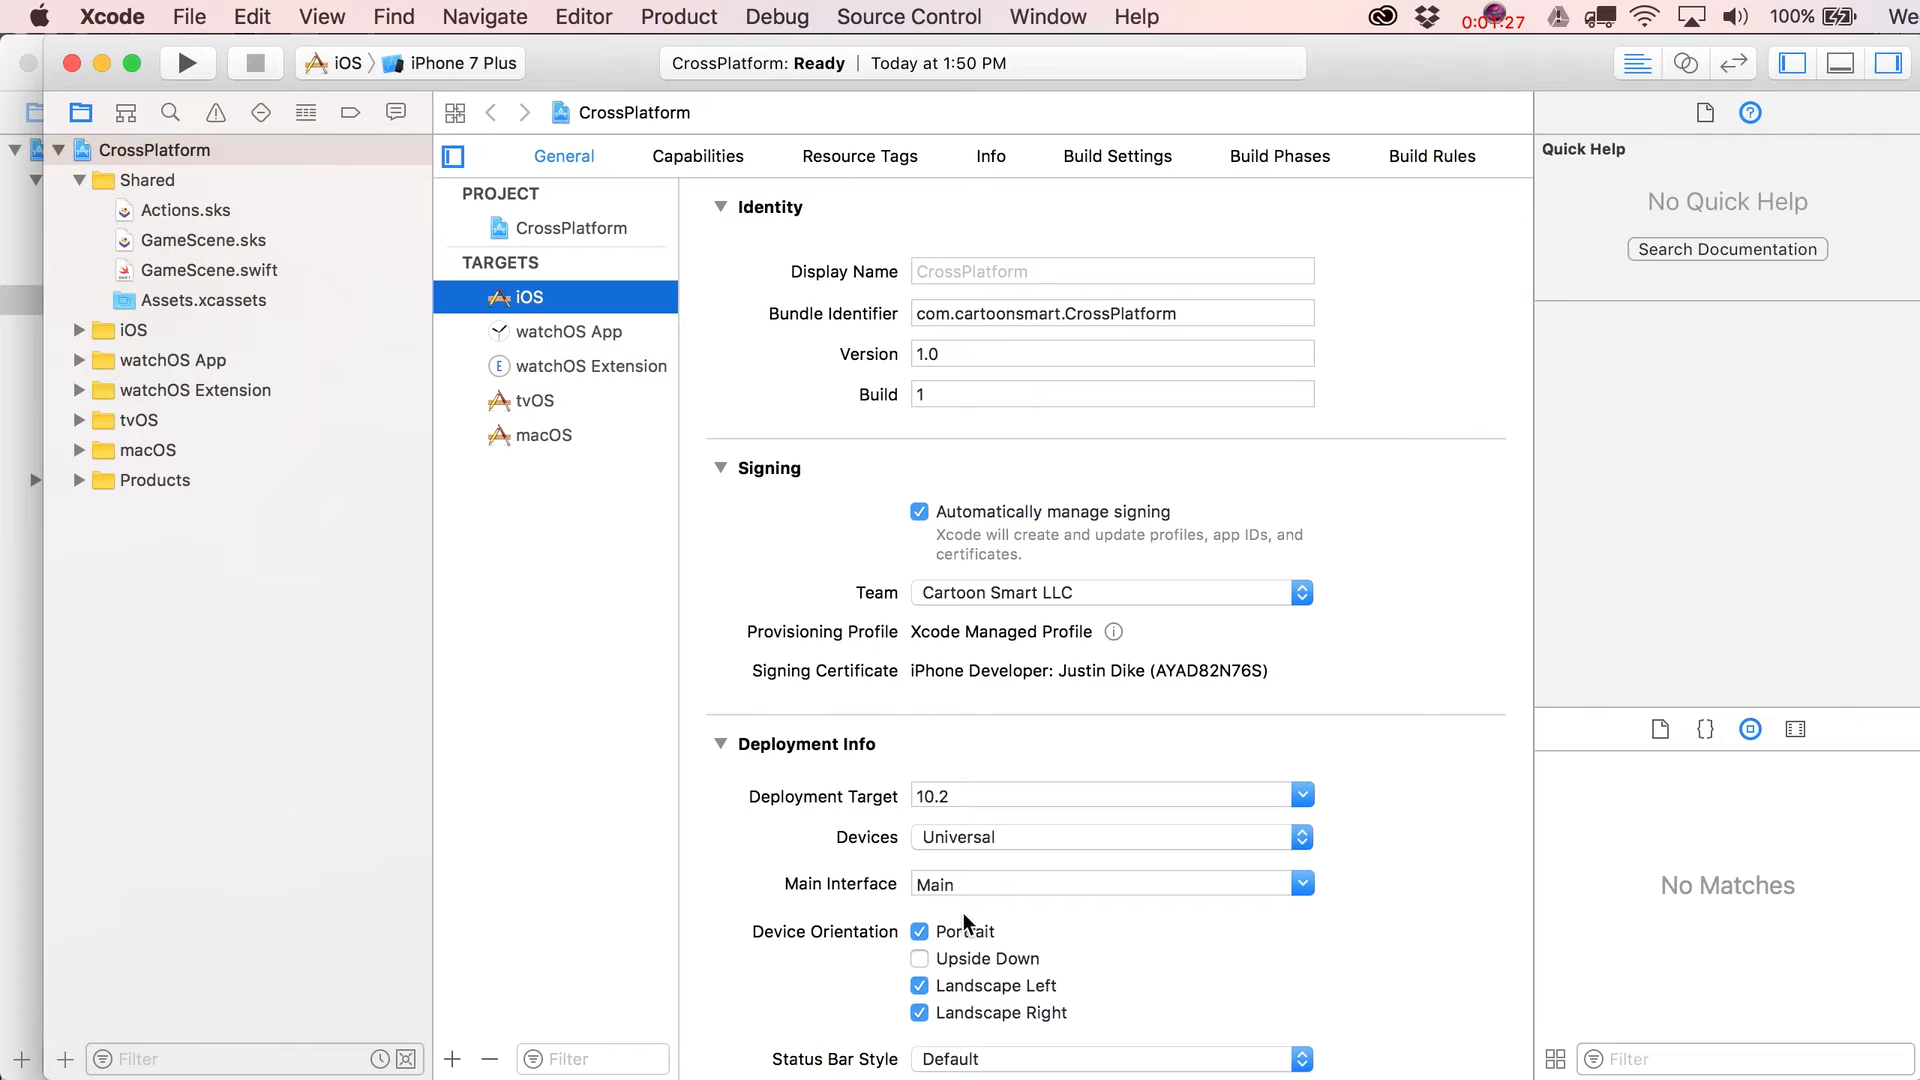 Xcode File Edit View Find Navigate Editor Product Debug Source Control Window Help 0:01:27 100% We
iOS iPhone 7 Plus CrossPlatform: Ready Today at 1:50 PM
CrossPlatform
CrossPlatform
Shared
Actions.sks
GameScene.sks
GameScene.swift
Assets.xcassets
iOS
watchOS App
watchOS Extension
tvOS
macOS
Products
Filter
General Capabilities Resource Tags Info Build Settings Build Phases Build Rules
PROJECT
CrossPlatform
TARGETS
iOS
watchOS App
E watchOS Extension
tvOS
macOS
Filter
Identity
Display Name CrossPlatform
Bundle Identifier com.cartoonsmart.CrossPlatform
Version 1.0
Build 1
Signing
Automatically manage signing
Xcode will create and update profiles, app IDs, and
certificates.
Team Cartoon Smart LLC
Provisioning Profile Xcode Managed Profile
Signing Certificate iPhone Developer: Justin Dike (AYAD82N76S)
Deployment Info
Deployment Target 10.2
Devices Universal
Main Interface Main
Device Orientation Portrait
Upside Down
Landscape Left
Landscape Right
Status Bar Style Default
Quick Help
No Quick Help
Search Documentation
No Matches
Filter